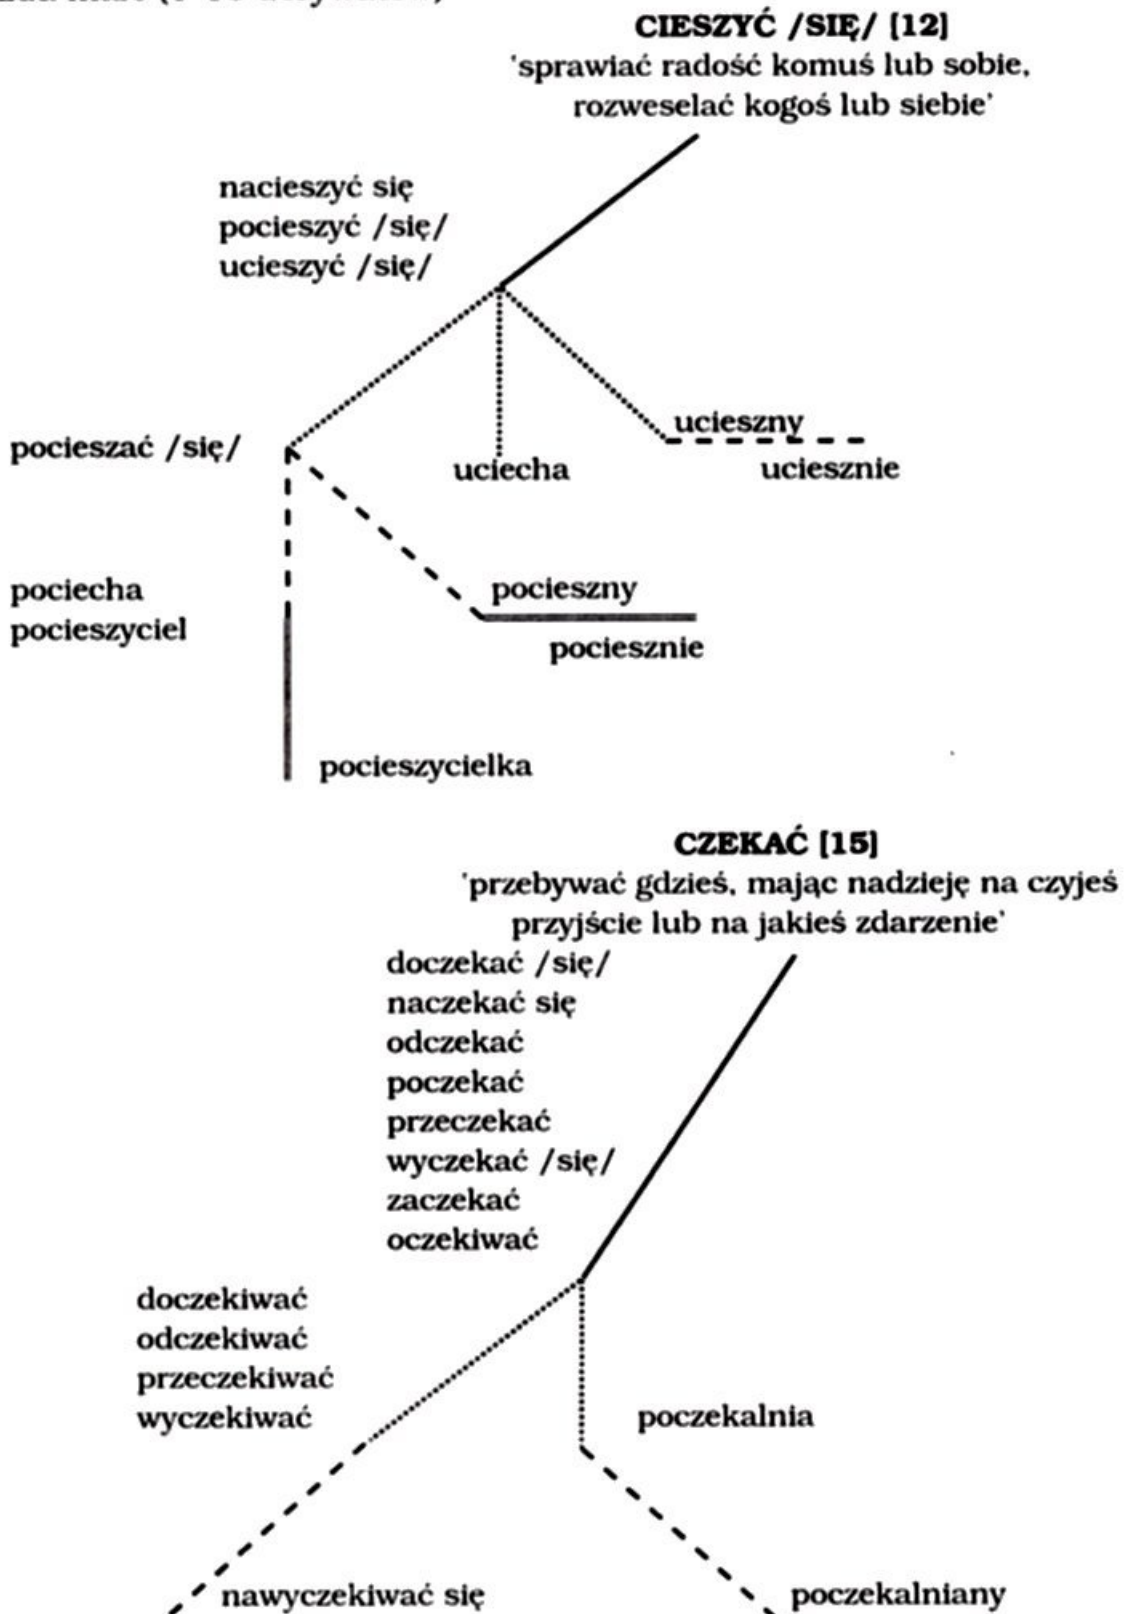 CIESZYĆ /SIĘ/ [12]
'sprawiać radość komuś lub sobie,
rozweselać kogoś lub siebie'
nacieszyć się
pocieszyć /się/
ucieszyć /się/
ucieszny
pocieszać /się/
uciecha
uciesznie
pociecha
pocieszny
pocieszyciel
pociesznie
pocieszycielka
CZEKAĆ [15]
'przebywać gdzieś, mając nadzieję na czyjeś
przyjście lub na jakieś zdarzenie'
doczekać /się/
naczekać się
odczekać
poczekać
przeczekać
wyczekać /się/
zaczekać
oczekiwać
doczekiwać
odczekiwać
przeczekiwać
wyczekiwać
poczekalnia
nawyczekiwać się
poczekalniany